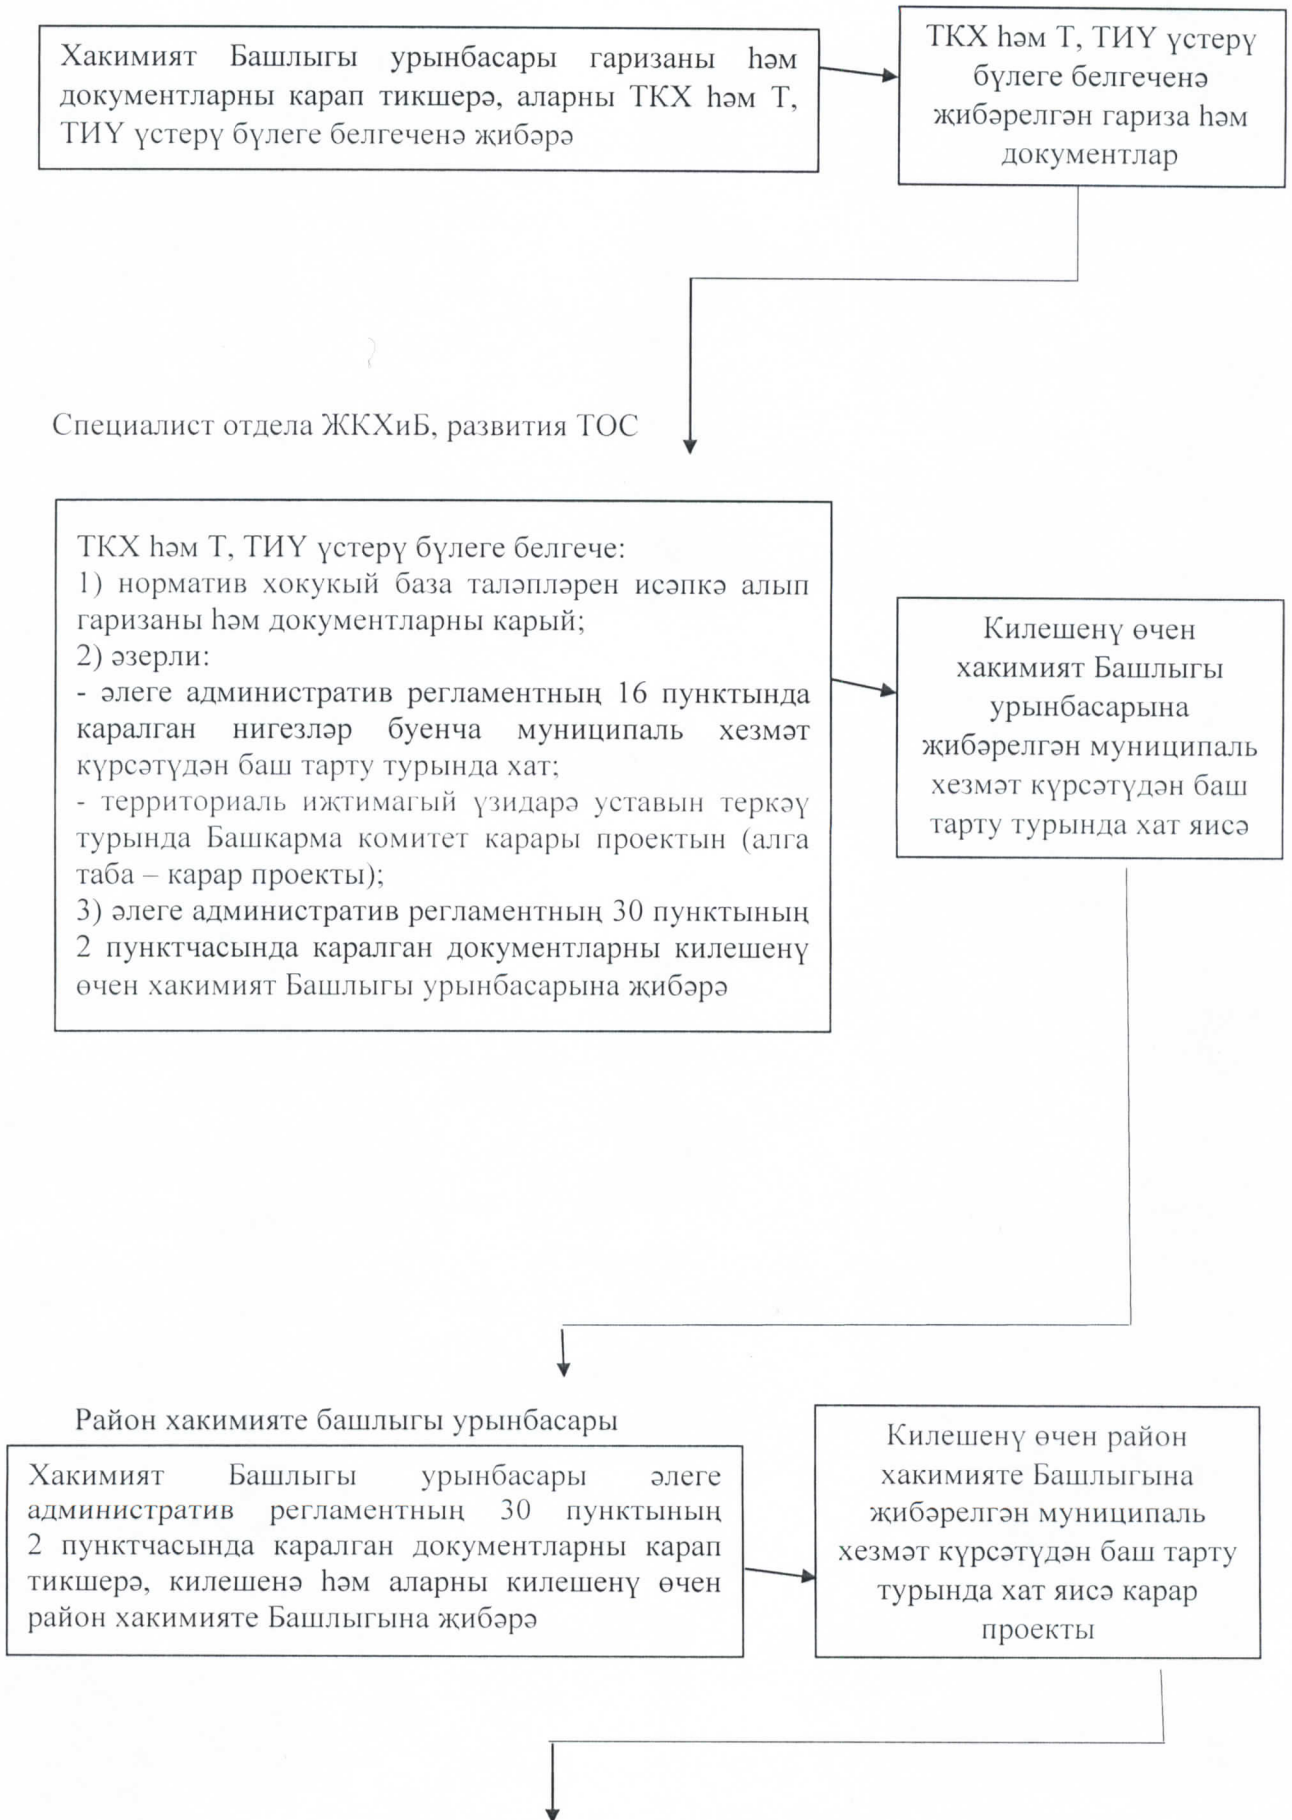 Хакимият Башлыгы урынбасары гаризаны һәм
документларны карап тикшерә, аларны ТКХ һәм Т,
ТИҮ үстерү бүлеге белгеченә җибәрә
ТКХ һәм Т, ТИҮ үстерү
бүлеге белгеченә
җибәрелгән гариза һәм
документлар
Специалист отдела ЖКХиБ, развития ТОС
ТКХ һәм Т, ТИҮ үстерү бүлеге белгече:
1) норматив хокукый база таләпләрен исәпкә алып
гаризаны һәм документларны карый;
2) әзерли:
- әлеге административ регламентның 16 пунктында
каралган нигезләр буенча муниципаль хезмәт
күрсәтүдән баш тарту турында хат;
- территориаль иҗтимагый үзидарә уставын теркәү
турында Башкарма комитет карары проектын (алга
таба – карар проекты);
3) әлеге административ регламентның 30 пунктының
2 пунктчасында каралган документларны килешенү
өчен хакимият Башлыгы урынбасарына җибәрә
Килешенү өчен
хакимият Башлыгы
урынбасарына
җибәрелгән муниципаль
хезмәт күрсәтүдән баш
тарту турында хат яисә
Район хакимияте башлыгы урынбасары
Хакимият Башлыгы урынбасары әлеге
административ регламентның 30 пунктының
2 пунктчасында каралган документларны карап
тикшерә, килешенә һәм аларны килешенү өчен
район хакимияте Башлыгына җибәрә
Килешенү өчен район
хакимияте Башлыгына
җибәрелгән муниципаль
хезмәт күрсәтүдән баш тарту
турында хат яисә карар
проекты